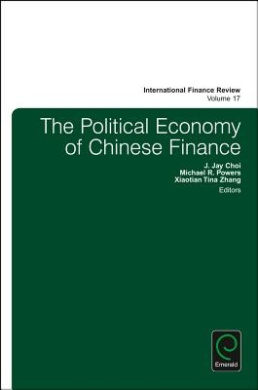 International Finance Review
Volume 17
The Political Economy
of Chinese Finance
J. Jay Choi
Michael R. Powers
Xiaotian Tina Zhang
Editors
Emerald